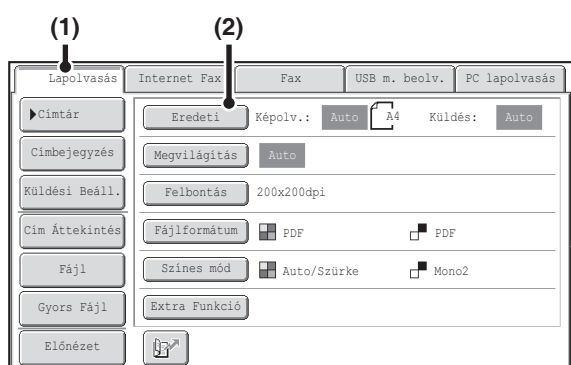 (1) (2)
Lapolvasás Internet Fax Fax USB m. beolv. PC lapolvasás
Címtár Eredeti Képolv.: Auto A4 Küldés: Auto
Címbejegyzés Megvilágítás Auto
Küldési Beáll. Felbontás 200x200dpi
Cím Áttekintés Fájlformátum PDF PDF
Fájl Színes mód Auto/Szürke Mono2
Gyors Fájl Extra Funkció
Előnézet